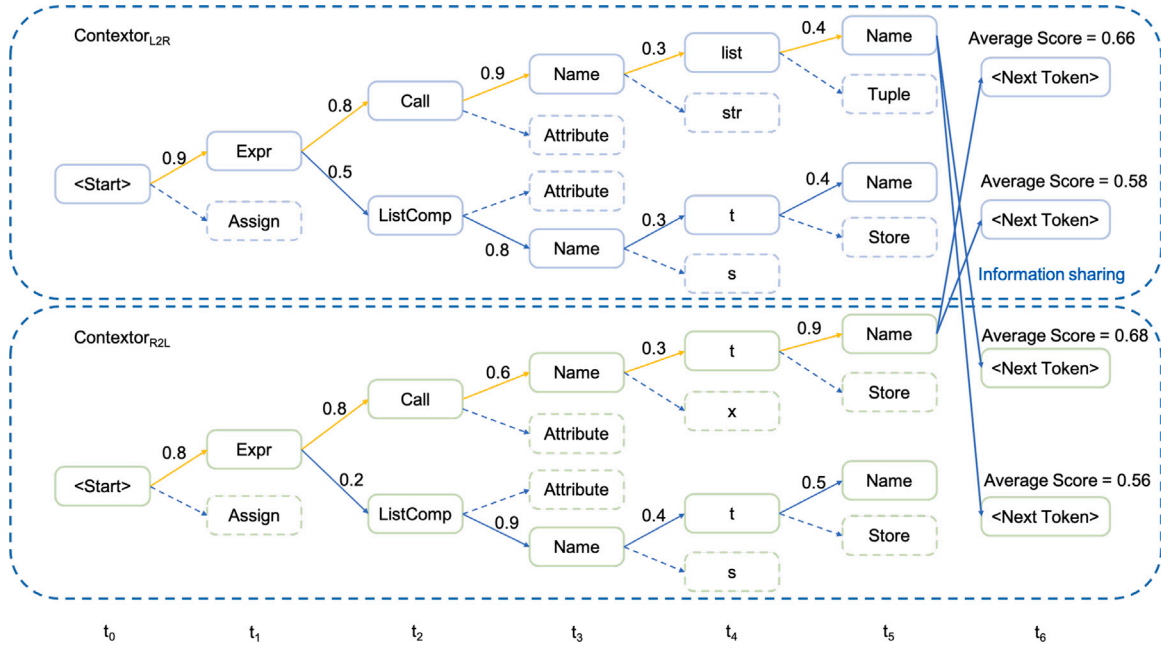 Contextor_L2R
0.4
Name
Average Score = 0.66
0.3
list
0.9
Name
<Next Token>
Call
Tuple
0.8
str
Attribute
Expr
0.9
<Start>
0.5
Attribute
0.4
Name
Average Score = 0.58
Assign
ListComp
0.3
t
<Next Token>
0.8
Name
Store
s
Information sharing
Contextor_R2L
0.9
Name
Average Score = 0.68
0.3
t
0.6
Name
<Next Token>
Call
Store
0.8
x
Attribute
Expr
0.8
<Start>
0.2
Attribute
0.5
Name
Average Score = 0.56
Assign
ListComp
0.4
t
<Next Token>
0.9
Name
Store
s
t0 t1 t2 t3 t4 t5 t6